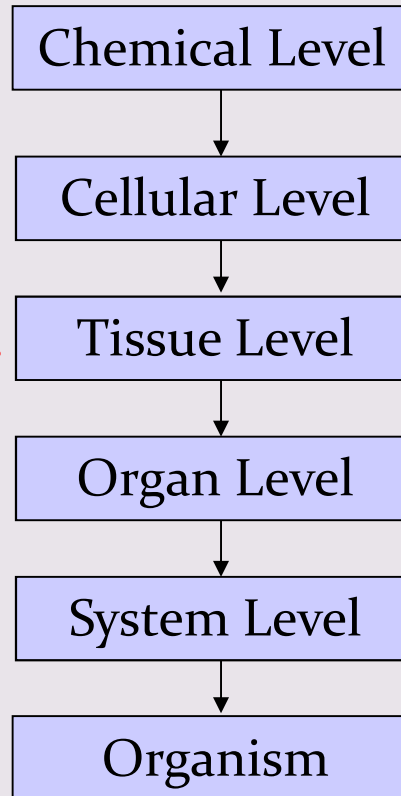 Chemical Level
Cellular Level
Tissue Level
Organ Level
System Level
Organism